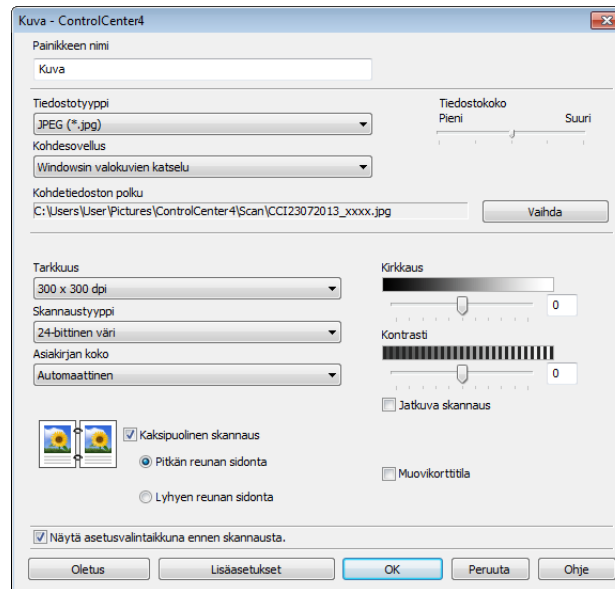 Kuva - ControlCenter4
Painikkeen nimi
Kuva
Tiedostotyyppi
JPEG (*.jpg)
Tiedostokoko
Pieni Suuri
Kohdesovellus
Windowsin valokuvien katselu
Kohdetiedoston polku
C:\Users\User\Pictures\ControlCenter4\Scan\CCI23072013_xxxx.jpg
Vaihda
Tarkkuus
300 x 300 dpi
Skannaustyyppi
24-bittinen väri
Asiakirjan koko
Automaattinen
Kirkkaus
0
Kontrasti
0
Jatkuva skannaus
Kaksipuolinen skannaus
Pitkän reunan sidonta
Lyhyen reunan sidonta
Muovikorttitila
Näytä asetusvalintaikkuna ennen skannausta.
Oletus Lisäasetukset OK Peruuta Ohje